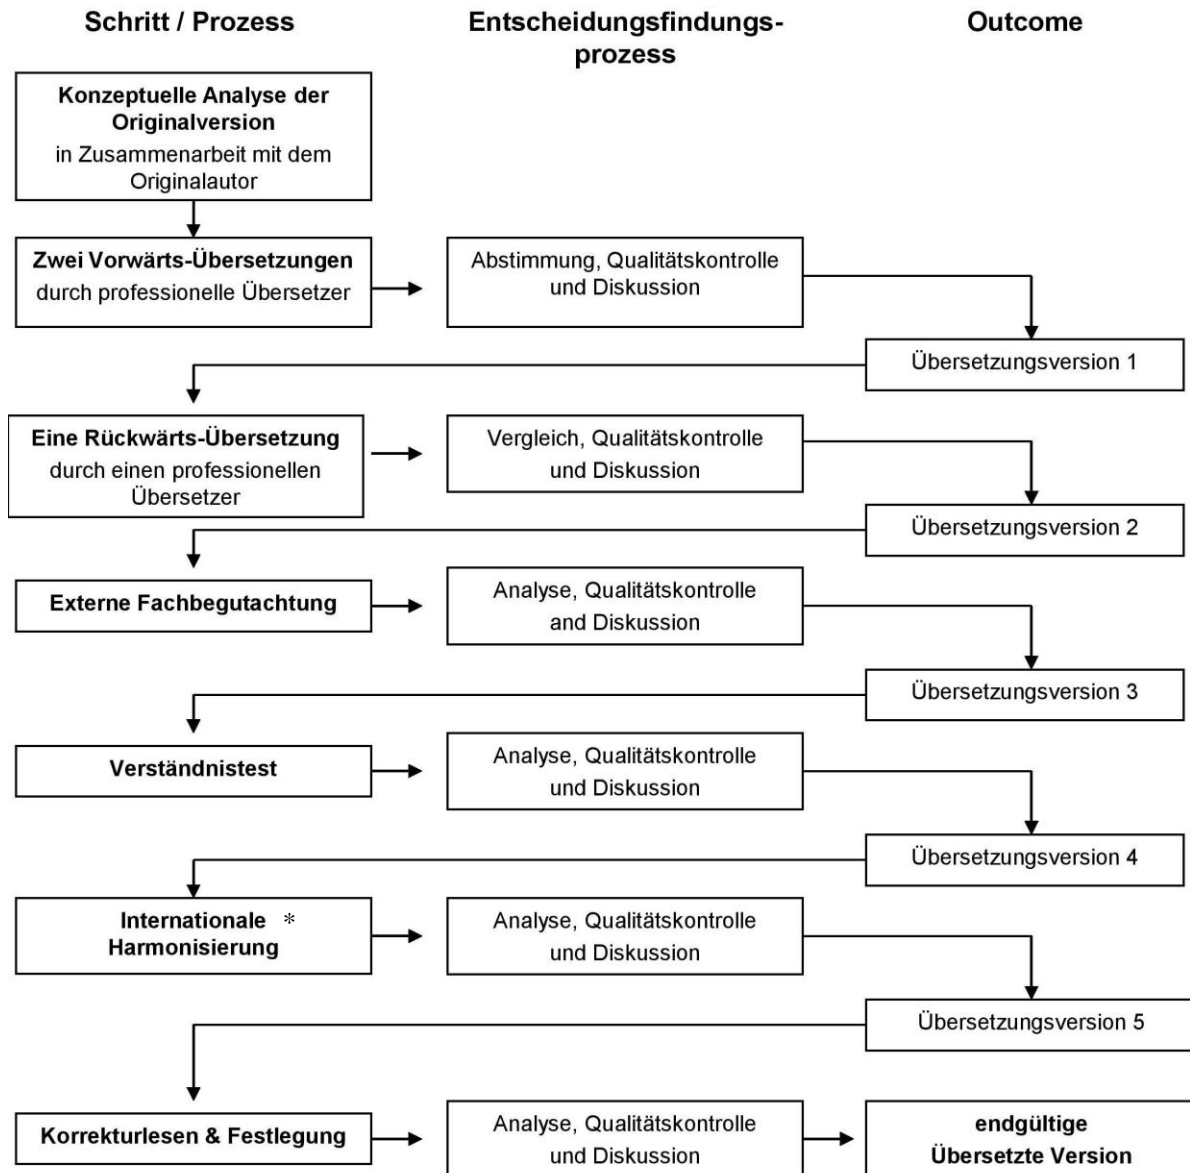 Schritt / Prozess
Entscheidungsfindungs-
prozess
Outcome
Konzeptuelle Analyse der
Originalversion
in Zusammenarbeit mit dem
Originalautor
Zwei Vorwärts-Übersetzungen
durch professionelle Übersetzer
Abstimmung, Qualitätskontrolle
und Diskussion
Übersetzungsversion 1
Eine Rückwärts-Übersetzung
durch einen professionellen
Übersetzer
Vergleich, Qualitätskontrolle
und Diskussion
Übersetzungsversion 2
Externe Fachbegutachtung
Analyse, Qualitätskontrolle
and Diskussion
Übersetzungsversion 3
Verständnistest
Analyse, Qualitätskontrolle
und Diskussion
Übersetzungsversion 4
Internationale *
Harmonisierung
Analyse, Qualitätskontrolle
und Diskussion
Übersetzungsversion 5
Korrekturlesen & Festlegung
Analyse, Qualitätskontrolle
und Diskussion
endgültige
Übersetzte Version